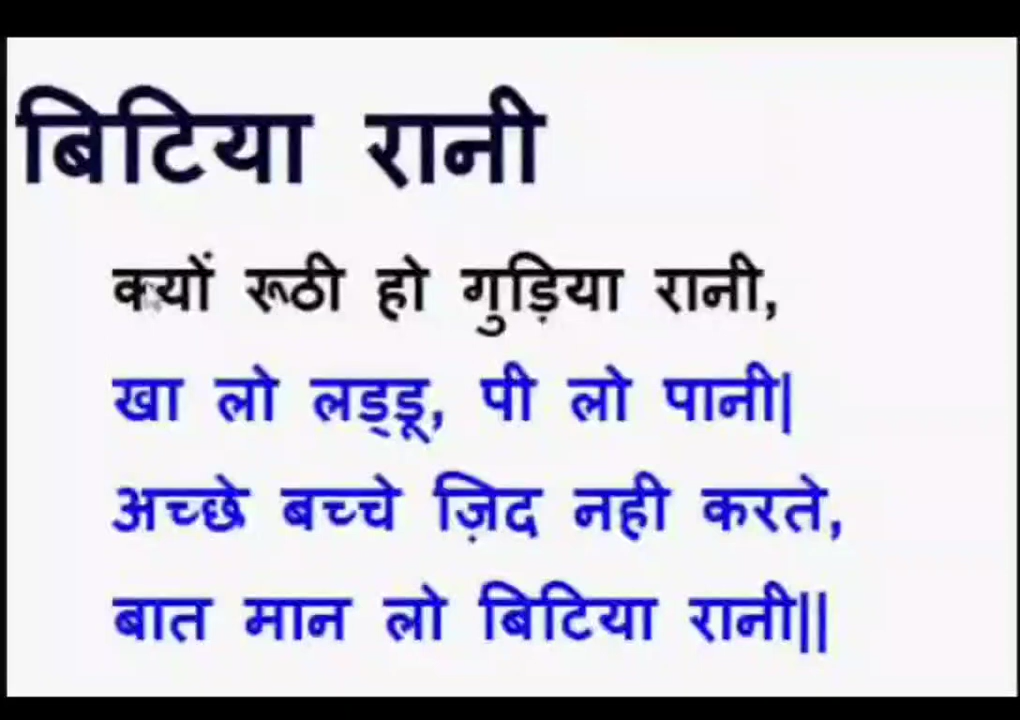 बिटिया रानी
क्यों रूठी हो गुड़िया रानी,
खा लो लड्डू, पी लो पानी|
अच्छे बच्चे ज़िद नही करते,
बात मान लो बिटिया रानी||